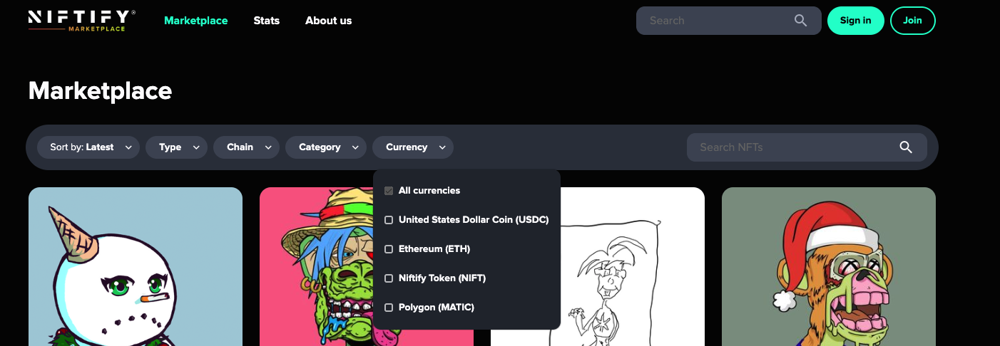 NIFTIFY®
MARKETPLACE
Marketplace Stats About us
Search
Sign in
Join
Marketplace
Sort by: Latest
Type
Chain
Category
Currency
Search NFTs
All currencies
United States Dollar Coin (USDC)
Ethereum (ETH)
Niftify Token (NIFT)
Polygon (MATIC)